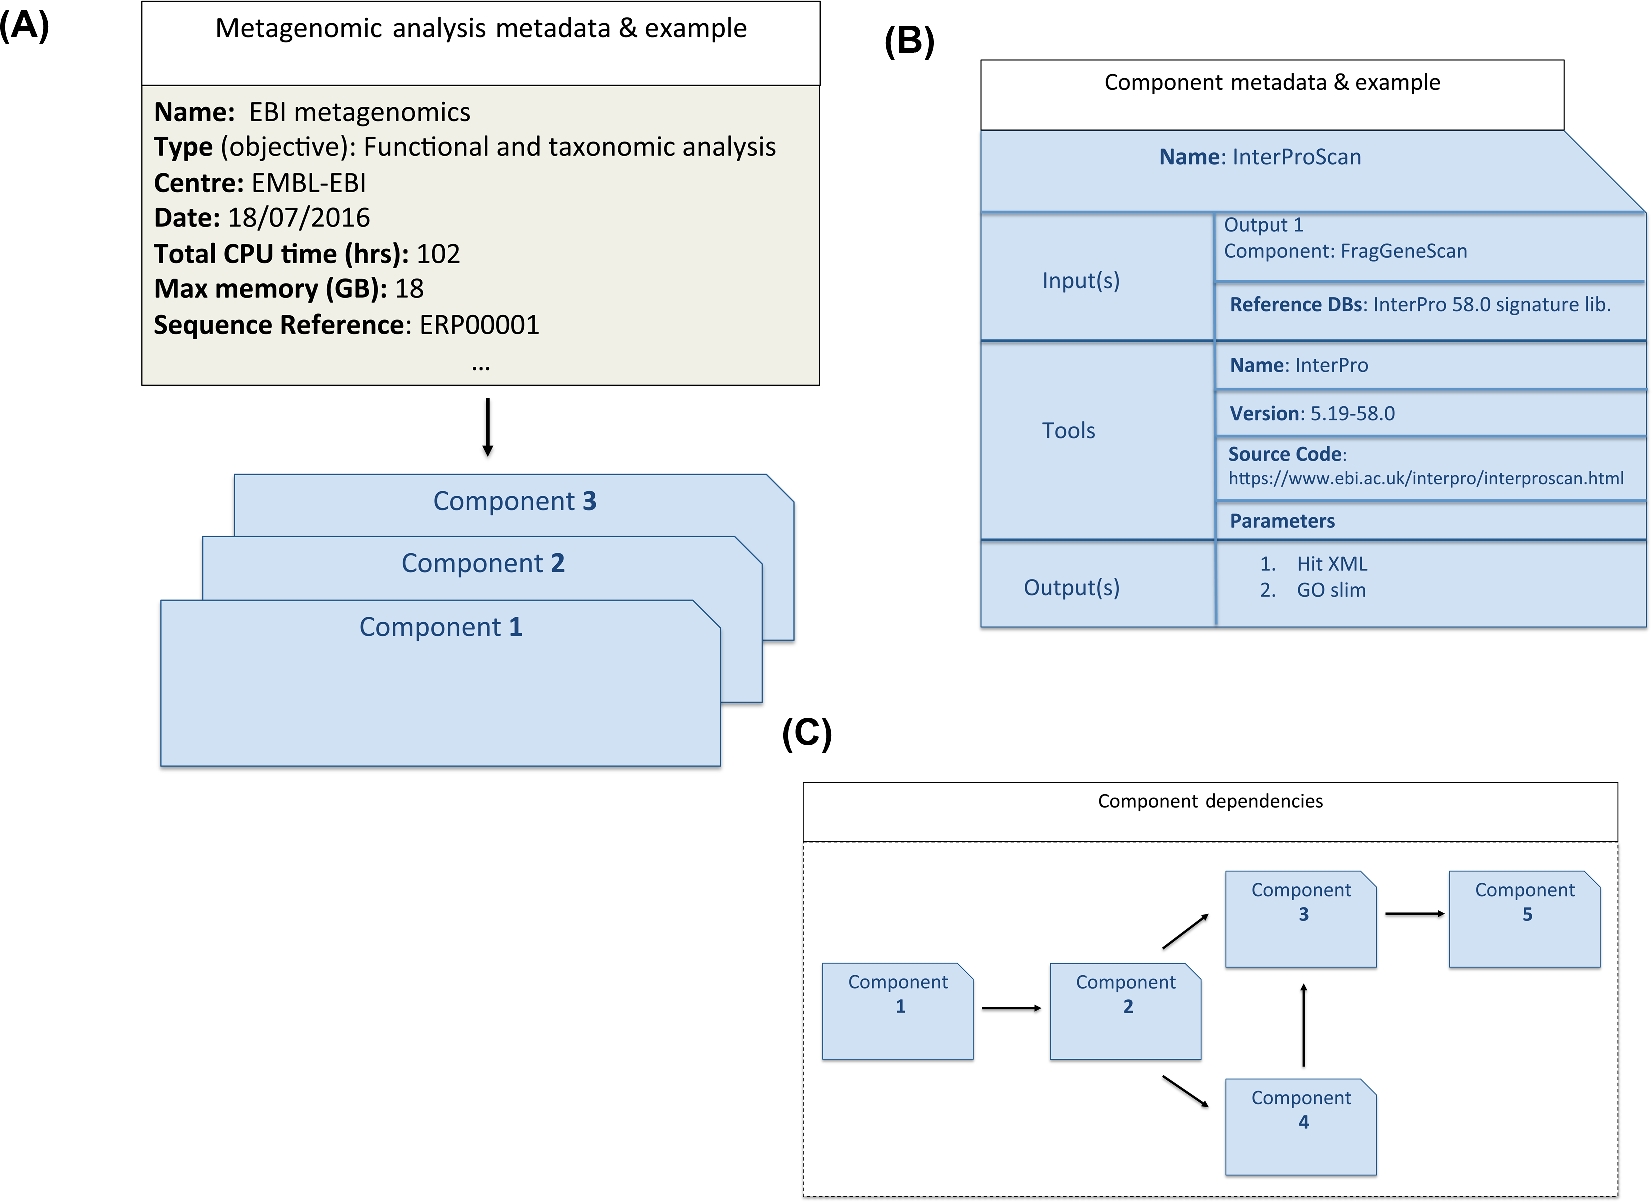 (A)
Metagenomic analysis metadata & example
Name: EBI metagenomics
Type (objective): Functional and taxonomic analysis
Centre: EMBL-EBI
Date: 18/07/2016
Total CPU time (hrs): 102
Max memory (GB): 18
Sequence Reference: ERP00001
...
Component 3
Component 2
Component 1
(B)
Component metadata & example
Name: InterProScan
Input(s)
Output 1
Component: FragGeneScan
Reference DBs: InterPro 58.0 signature lib.
Tools
Name: InterPro
Version: 5.19-58.0
Source Code:
https://www.ebi.ac.uk/interpro/interproscan.html
Parameters
Output(s)
1. Hit XML
2. GO slim
(C)
Component dependencies
Component
1
Component
2
Component
3
Component
4
Component
5